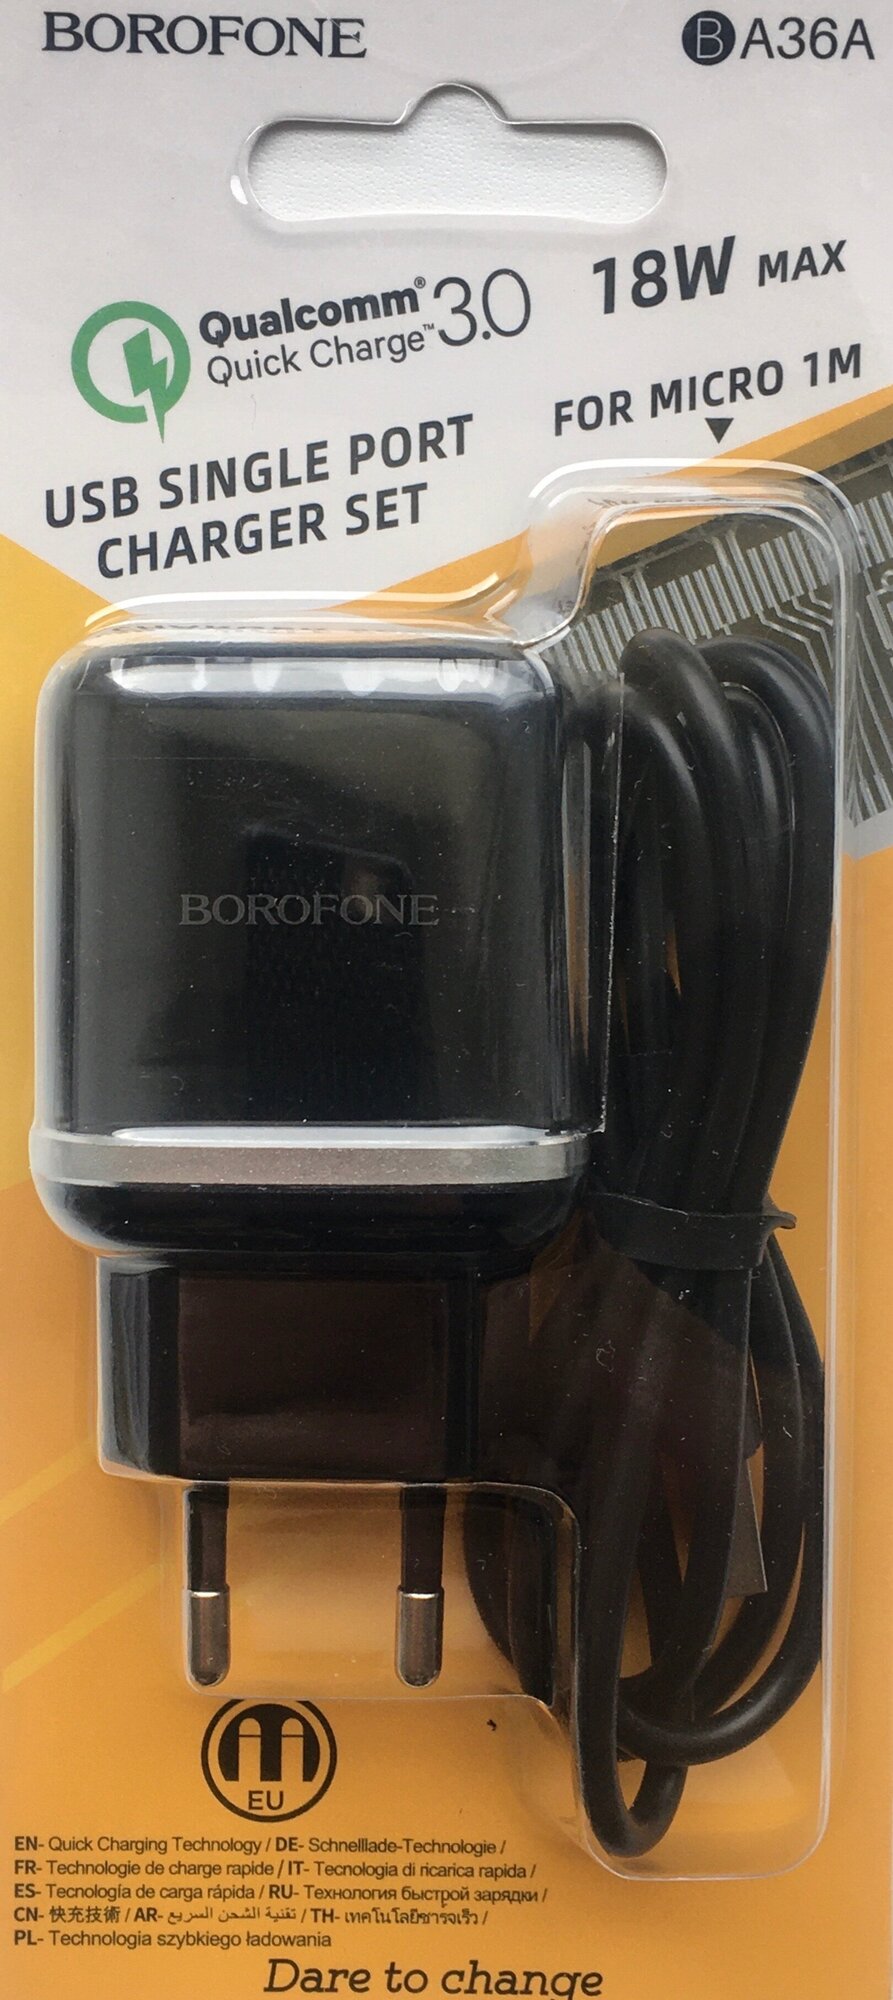 BOROFONE
B A36A
Qualcomm® 3.0
Quick Charge™
18W MAX
FOR MICRO 1M
USB SINGLE PORT
CHARGER SET
BOROFONE
EU
EN- Quick Charging Technology / DE- Schnelllade-Technologie /
FR- Technologie de charge rapide / IT- Tecnologia di ricarica rapida /
ES- Tecnología de carga rápida / RU- Технология быстрой зарядки /
CN- 快充技術 / AR- تقنية الشحن السريع / TH- เทคโนโลยีชาร์จเร็ว /
PL- Technologia szybkiego ładowania
Dare to change